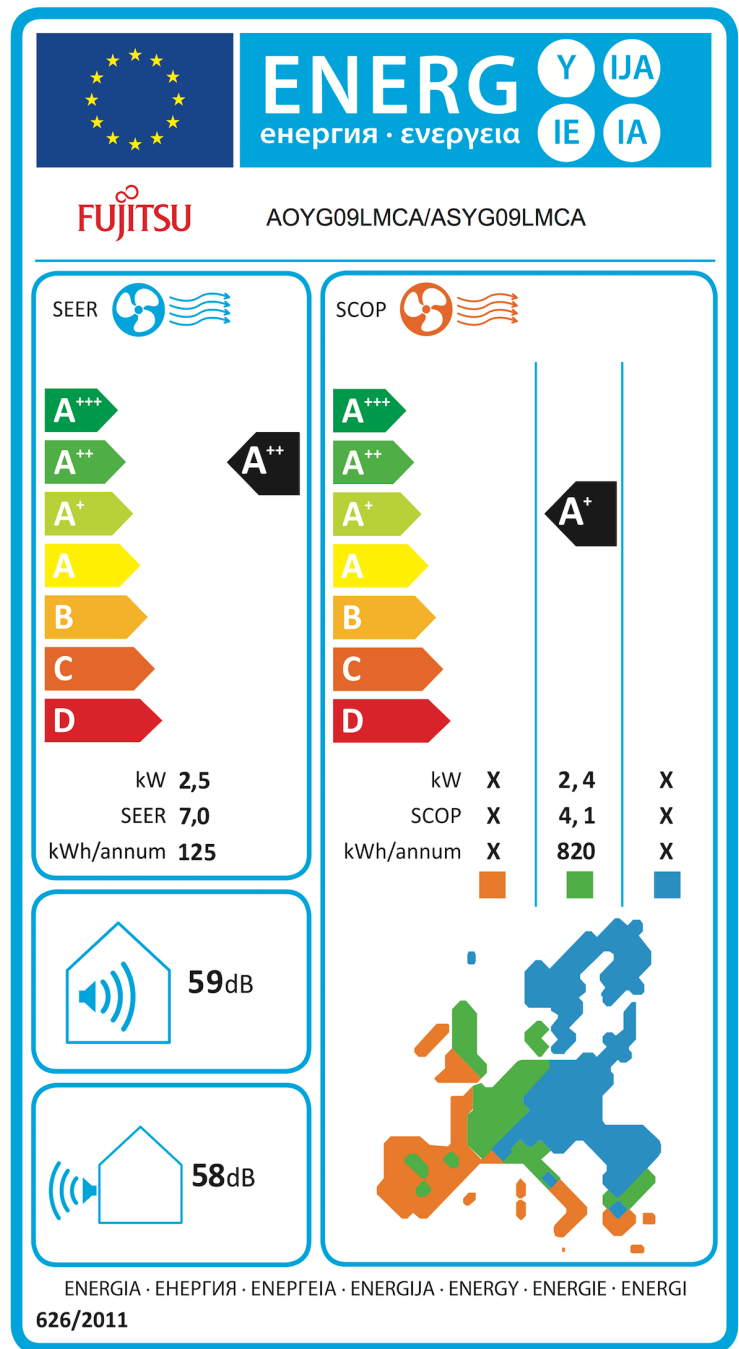 ENERG
енергия · ενεργεια
Y
IJA
IE
IA
FUJITSU
AOYG09LMCA/ASYG09LMCA
SEER
A+++
A++
A+
A
B
C
D
A++
kW 2,5
SEER 7,0
kWh/annum 125
SCOP
A+++
A++
A+
A
B
C
D
A+
kW X 2,4 X
SCOP X 4,1 X
kWh/annum X 820 X
59dB
58dB
ENERGIA · ЕНЕРГИЯ · ΕΝΕΡΓΕΙΑ · ENERGIJA · ENERGY · ENERGIE · ENERGI
626/2011